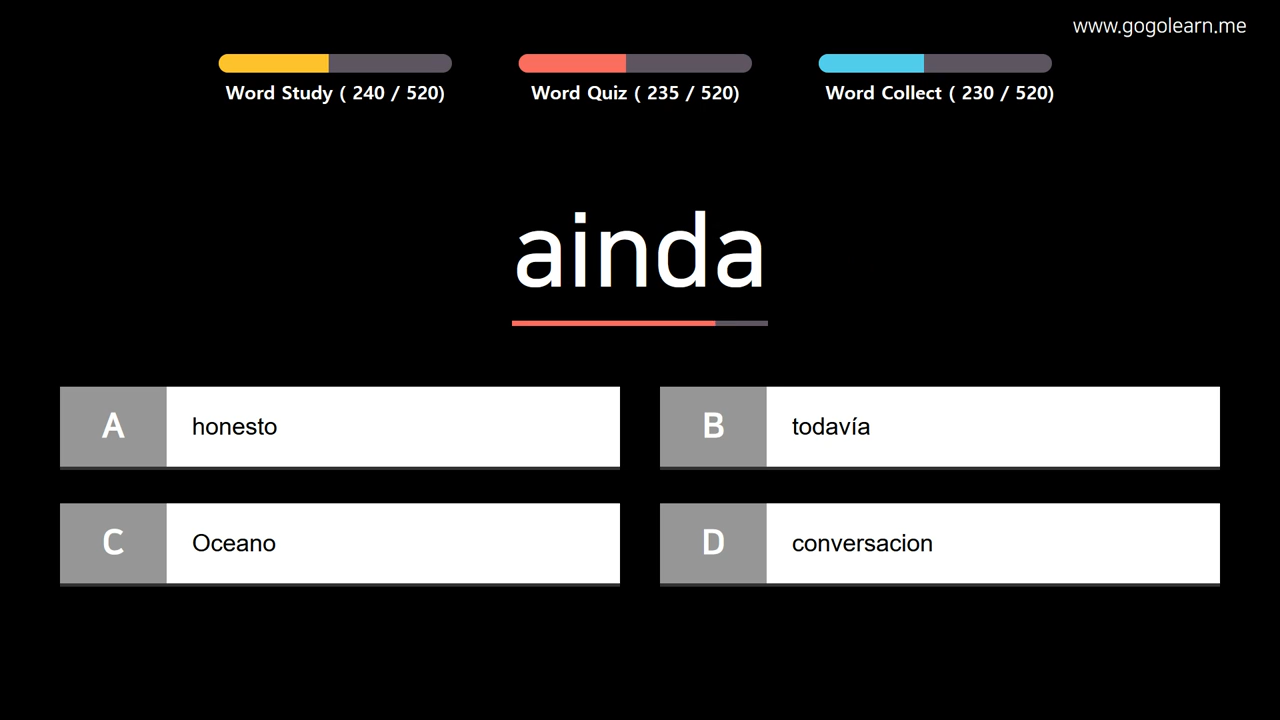 www.gogolearn.me
Word Study ( 240 / 520)
Word Quiz ( 235 / 520)
Word Collect ( 230 / 520)
ainda
A honesto
B todavía
C Oceano
D conversacion